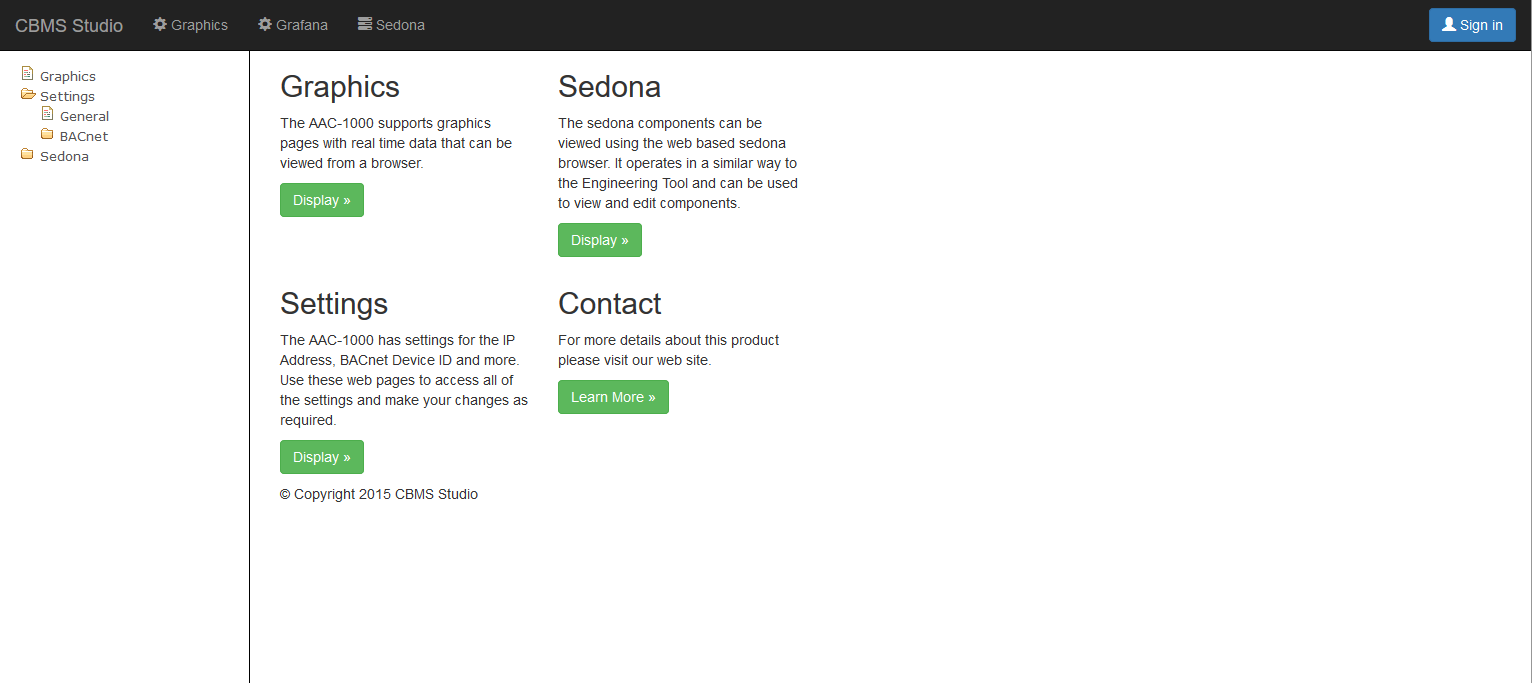 CBMS Studio Graphics Grafana Sedona Sign in
Graphics
Settings
General
BACnet
Sedona
Graphics
The AAC-1000 supports graphics
pages with real time data that can be
viewed from a browser.
Display »
Sedona
The sedona components can be
viewed using the web based sedona
browser. It operates in a similar way to
the Engineering Tool and can be used
to view and edit components.
Display »
Settings
The AAC-1000 has settings for the IP
Address, BACnet Device ID and more.
Use these web pages to access all of
the settings and make your changes as
required.
Display »
Contact
For more details about this product
please visit our web site.
Learn More »
© Copyright 2015 CBMS Studio